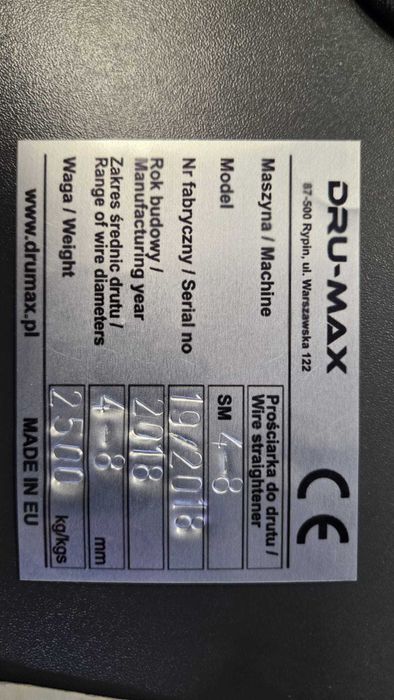 DRU-MAX
87-500 Rypin, ul. Warszawska 122
CE
Maszyna / Machine
Prościarka do drutu /
Wire straightener
Model
SM 4-8
Nr fabryczny / Serial no
19/2018
Rok budowy /
Manufacturing year
2018
Zakres średnic drutu /
Range of wire diameters
4-8 mm
Waga / Weight
2500 kg/kgs
www.drumax.pl
MADE IN EU